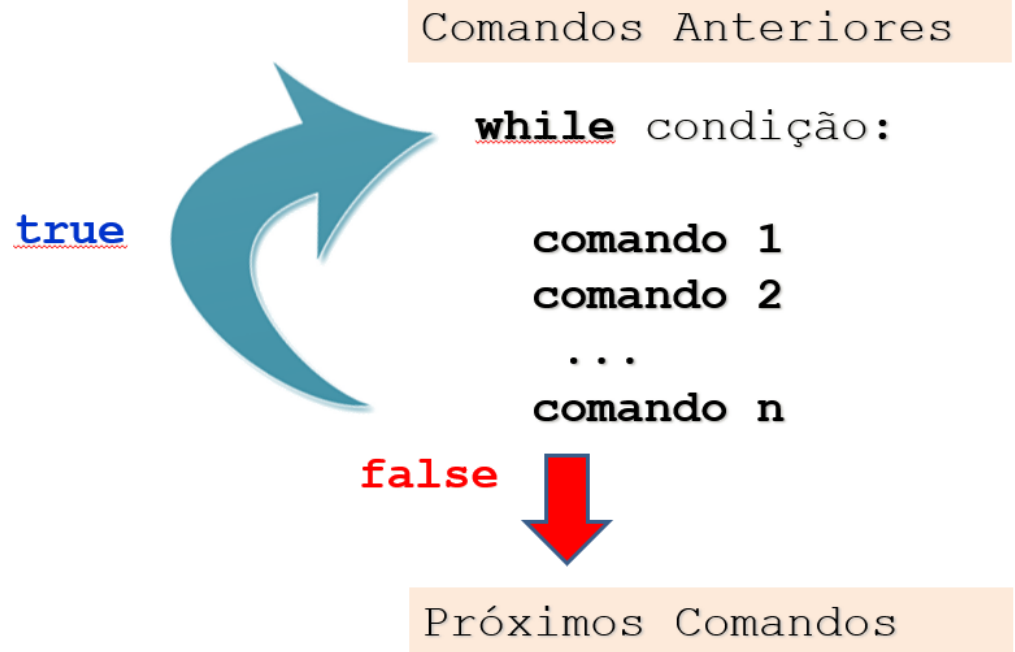 Comandos Anteriores
while condição:
true
comando 1
comando 2
...
comando n
false
Próximos Comandos